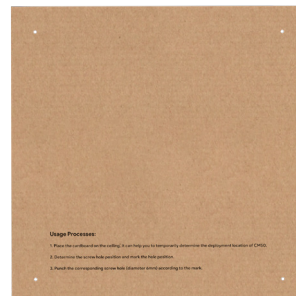 Usage Processes:
1. Place the cardboard on the ceiling, it can help you to temporarily determine the deployment location of CM50.
2. Determine the screw hole position and mark the hole position.
3. Punch the corresponding screw hole (diameter 6mm) according to the mark.